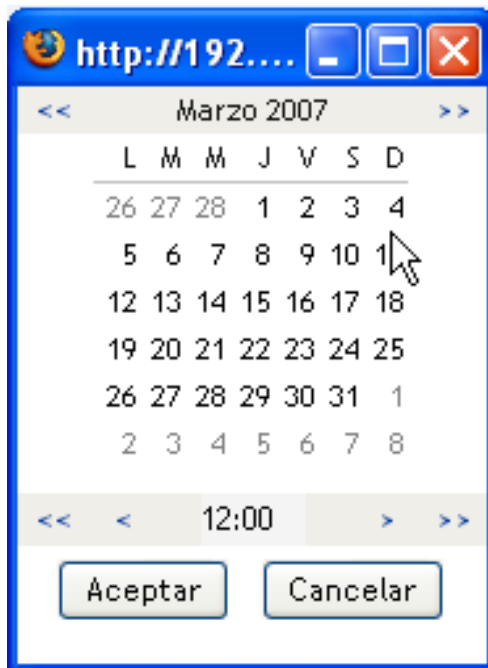 http://192....
<< Marzo 2007 >>
L M M J V S D
26 27 28 1 2 3 4
5 6 7 8 9 10
12 13 14 15 16 17 18
19 20 21 22 23 24 25
26 27 28 29 30 31 1
2 3 4 5 6 7 8
<< < 12:00 > >>
Aceptar Cancelar